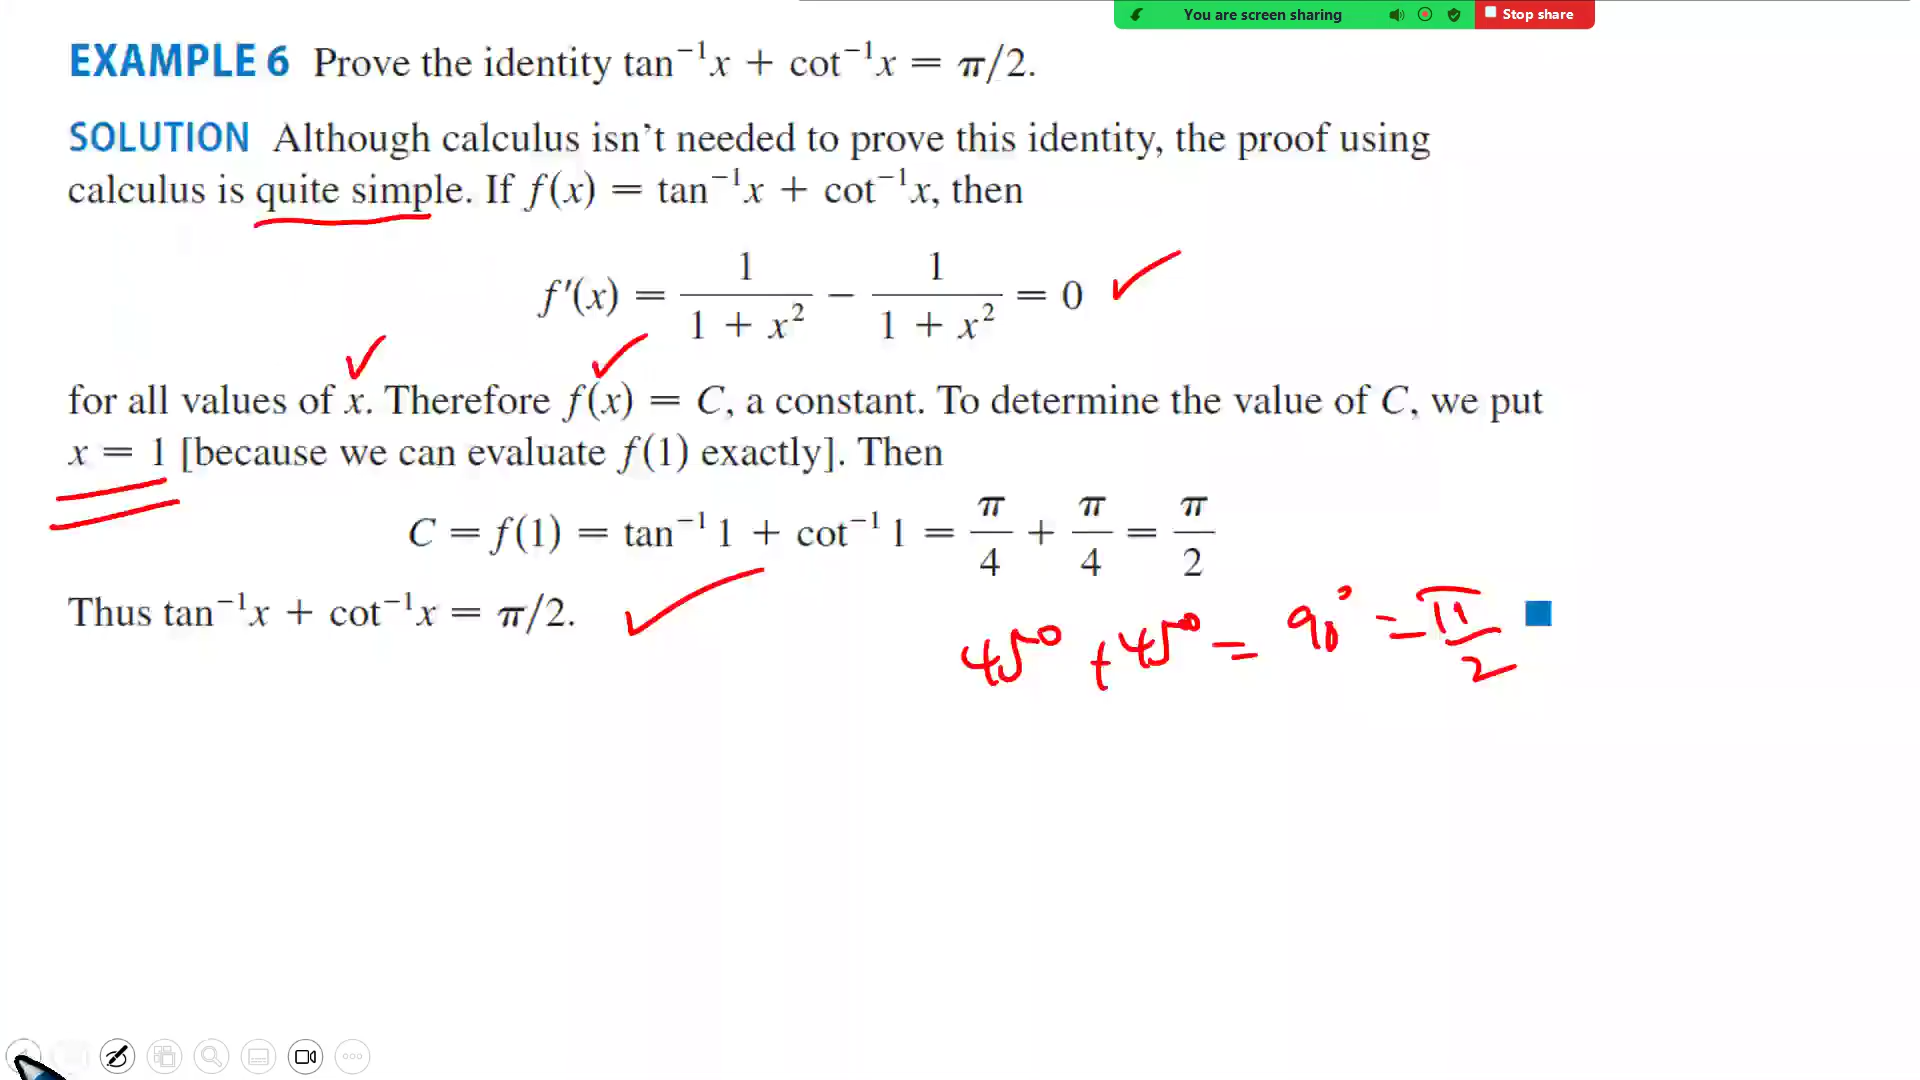 You are screen sharing Stop share
EXAMPLE 6 Prove the identity tan⁻¹x + cot⁻¹x = π/2.
SOLUTION Although calculus isn't needed to prove this identity, the proof using
calculus is quite simple. If f(x) = tan⁻¹x + cot⁻¹x, then
f'(x) = 1/(1 + x²) − 1/(1 + x²) = 0
for all values of x. Therefore f(x) = C, a constant. To determine the value of C, we put
x = 1 [because we can evaluate f(1) exactly]. Then
C = f(1) = tan⁻¹ 1 + cot⁻¹ 1 = π/4 + π/4 = π/2
Thus tan⁻¹x + cot⁻¹x = π/2.
45° + 45° = 90° = π/2